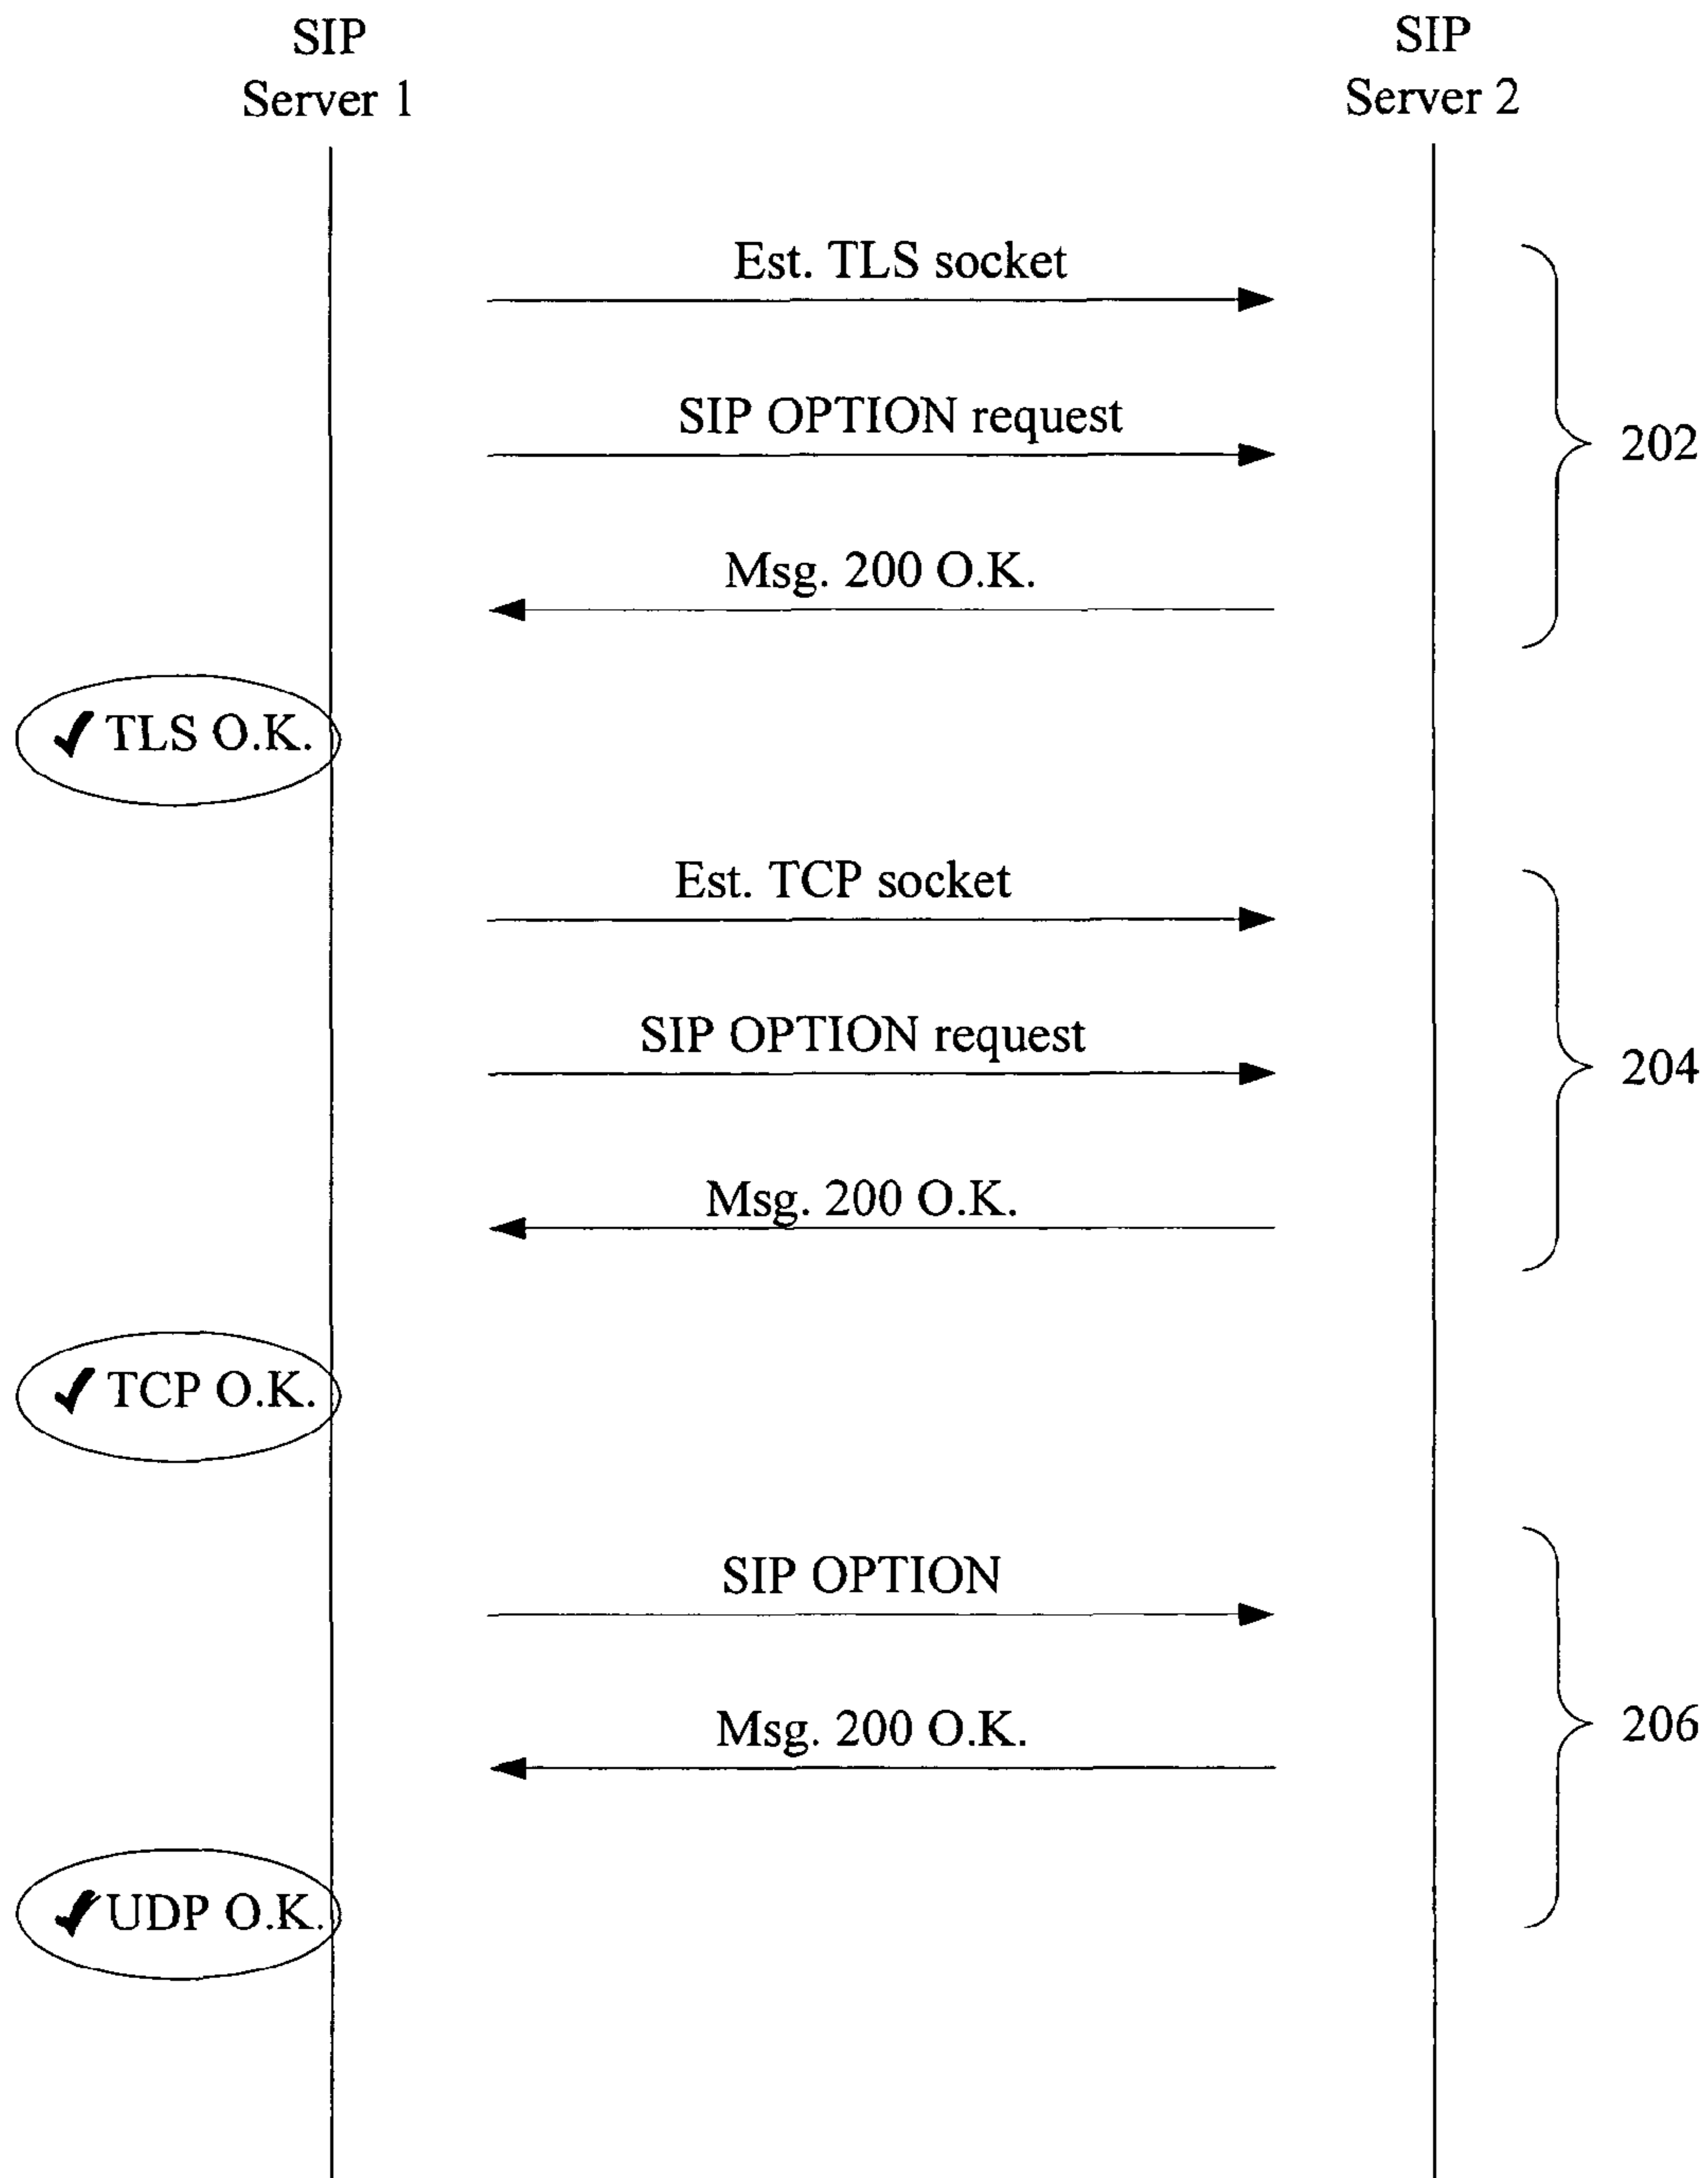 SIP
Server 1
SIP
Server 2
Est. TLS socket
SIP OPTION request
202
Msg. 200 O.K.
✓ TLS O.K.
Est. TCP socket
SIP OPTION request
204
Msg. 200 O.K.
✓ TCP O.K.
SIP OPTION
Msg. 200 O.K.
206
✓ UDP O.K.